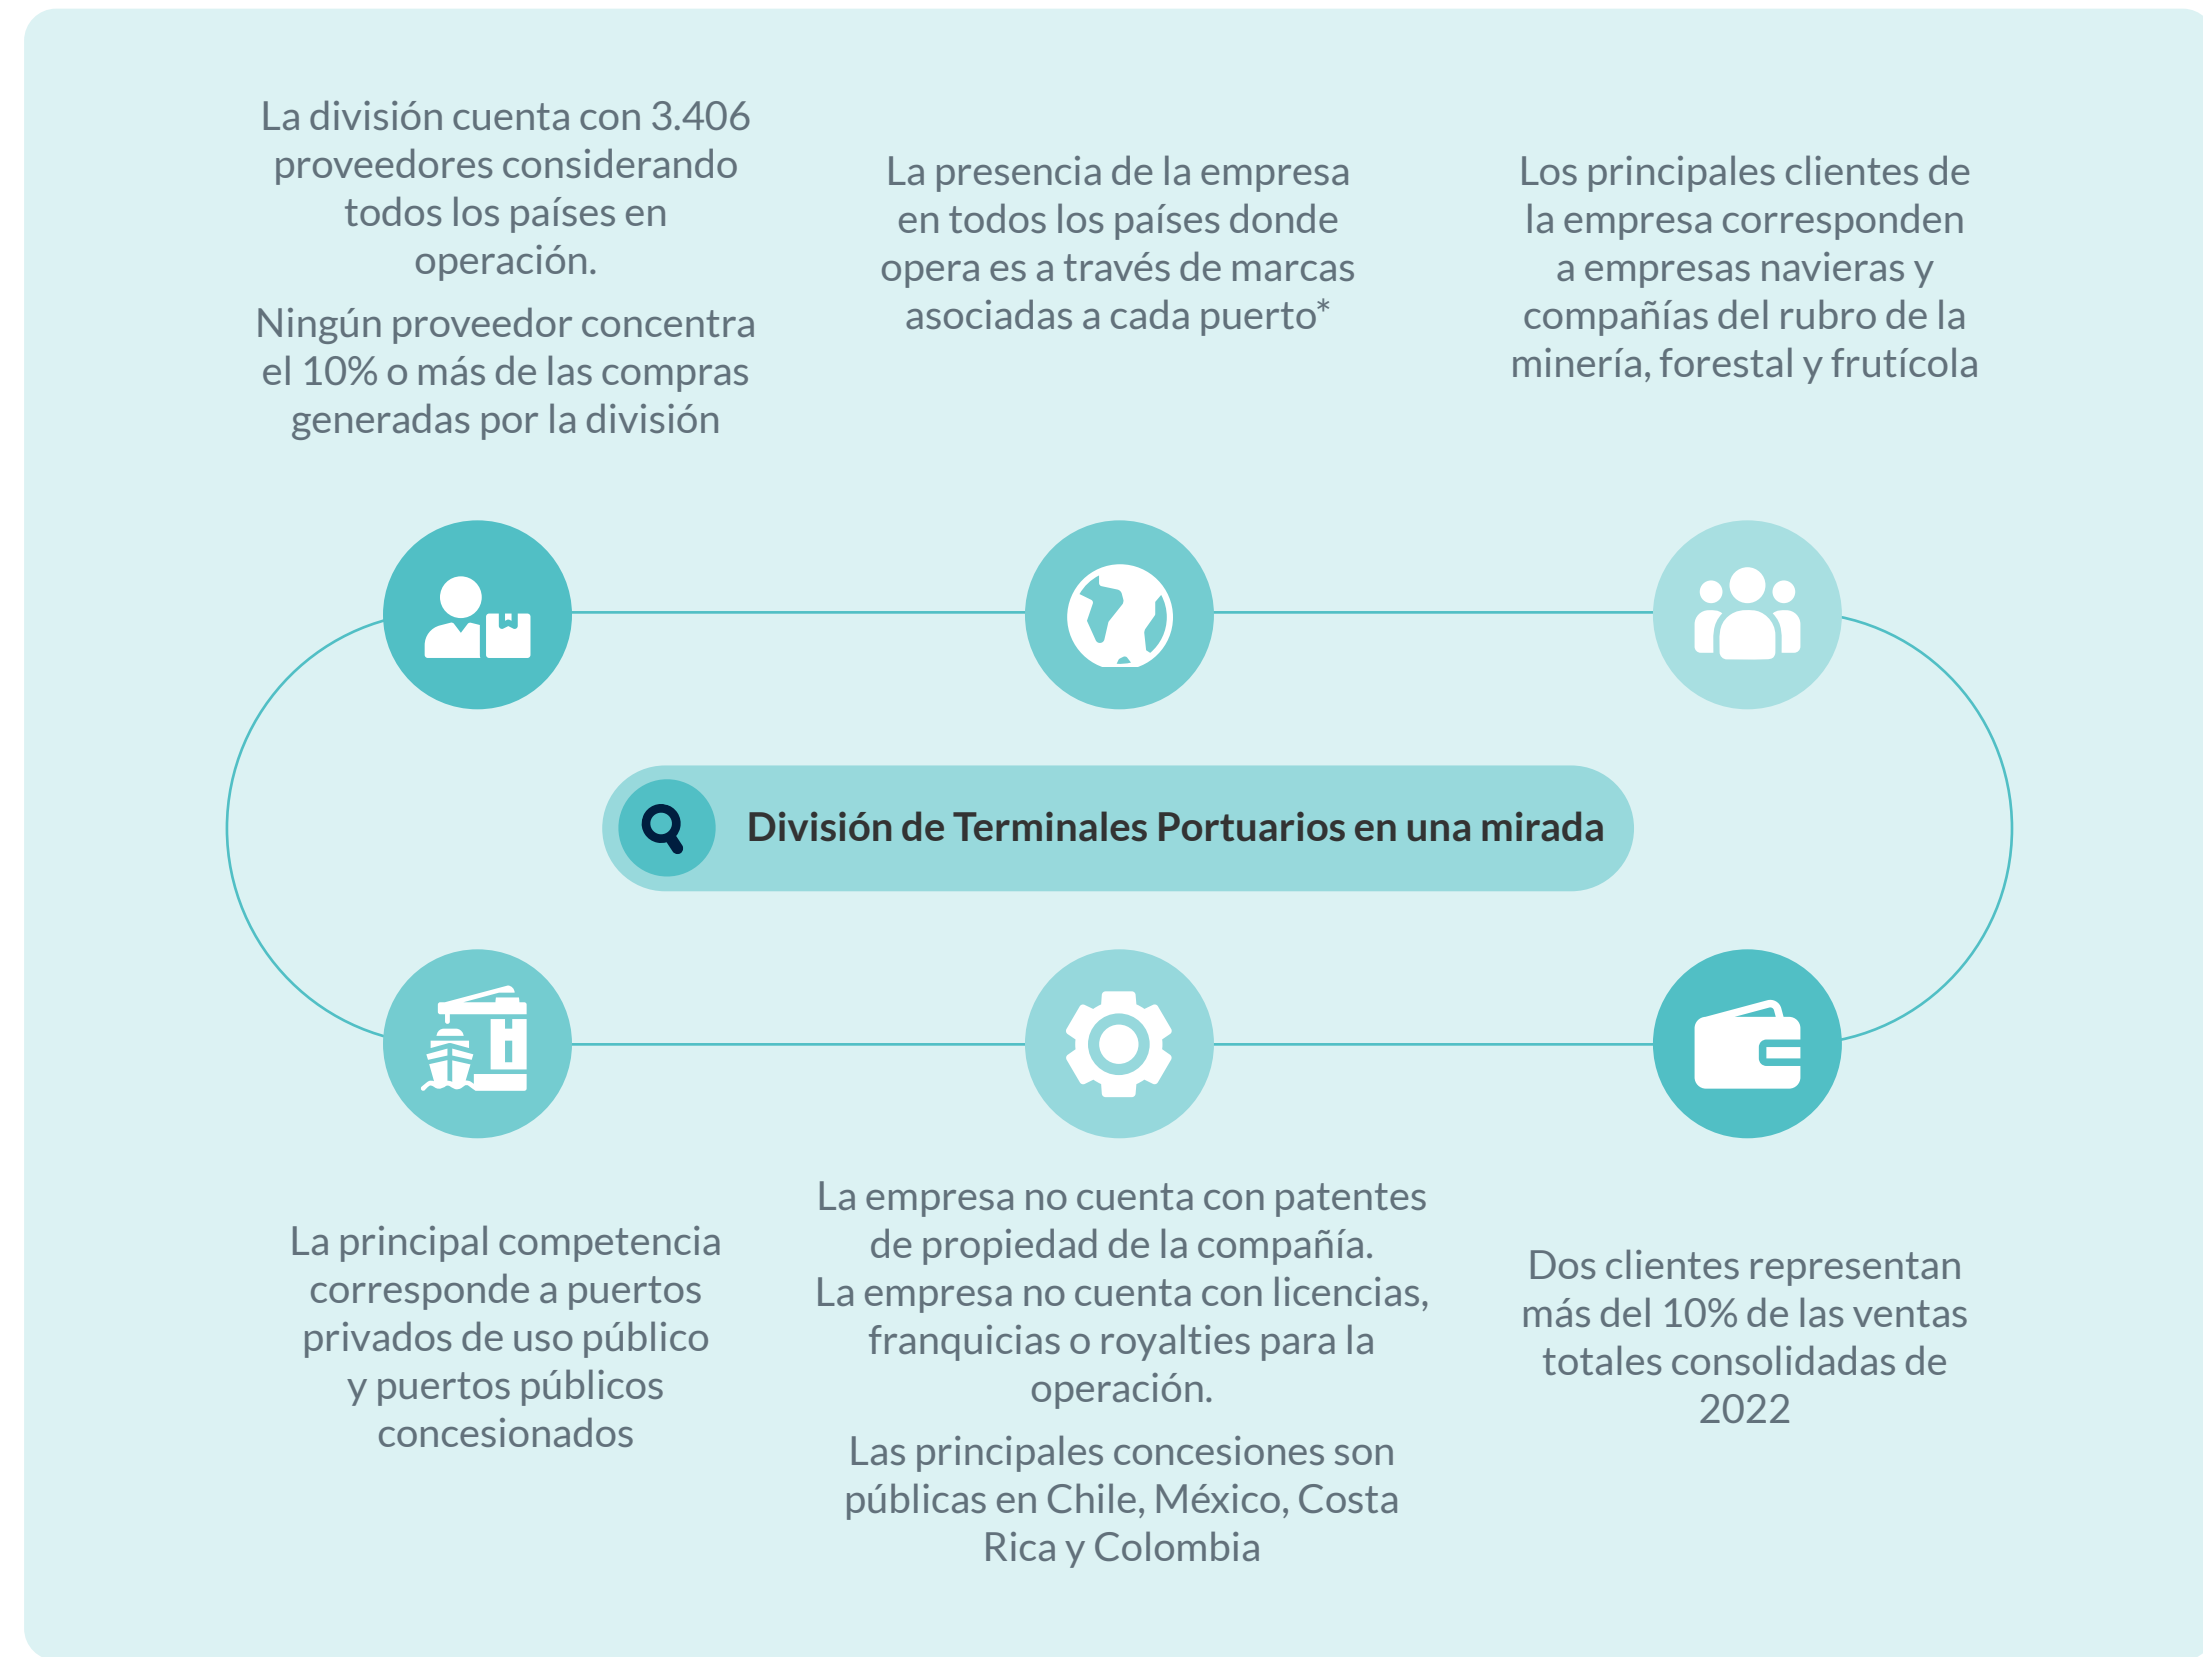 La división cuenta con 3.406
proveedores considerando
todos los países en
operación.
Ningún proveedor concentra
el 10% o más de las compras
generadas por la división
La presencia de la empresa
en todos los países donde
opera es a través de marcas
asociadas a cada puerto*
Los principales clientes de
la empresa corresponden
a empresas navieras y
compañías del rubro de la
minería, forestal y frutícola
División de Terminales Portuarios en una mirada
La principal competencia
corresponde a puertos
privados de uso público
y puertos públicos
concesionados
La empresa no cuenta con patentes
de propiedad de la compañía.
La empresa no cuenta con licencias,
franquicias o royalties para la
operación.
Las principales concesiones son
públicas en Chile, México, Costa
Rica y Colombia
Dos clientes representan
más del 10% de las ventas
totales consolidadas de
2022